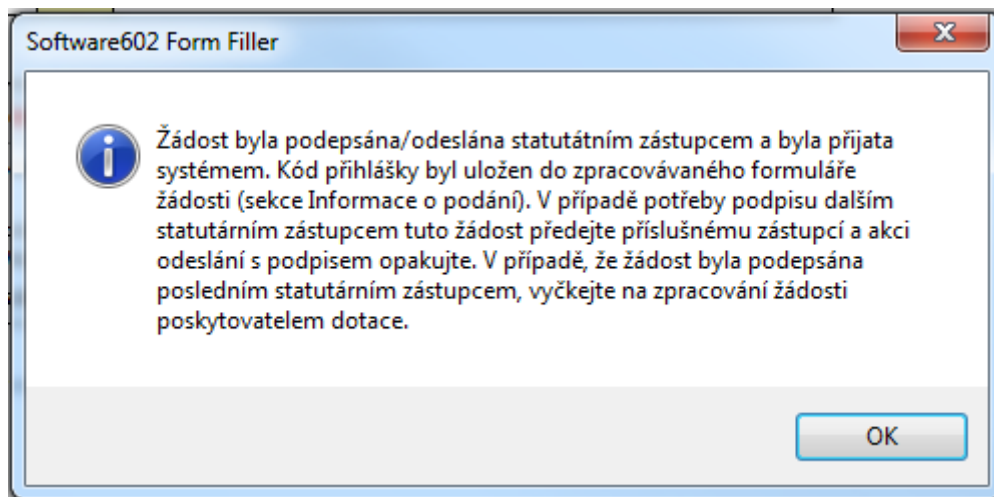 Software602 Form Filler
Žádost byla podepsána/odeslána statutátním zástupcem a byla přijata
systémem. Kód přihlášky byl uložen do zpracovávaného formuláře
žádosti (sekce Informace o podání). V případě potřeby podpisu dalším
statutárním zástupcem tuto žádost předejte příslušnému zástupcí a akci
odeslání s podpisem opakujte. V případě, že žádost byla podepsána
posledním statutárním zástupcem, vyčkejte na zpracování žádosti
poskytovatelem dotace.
OK